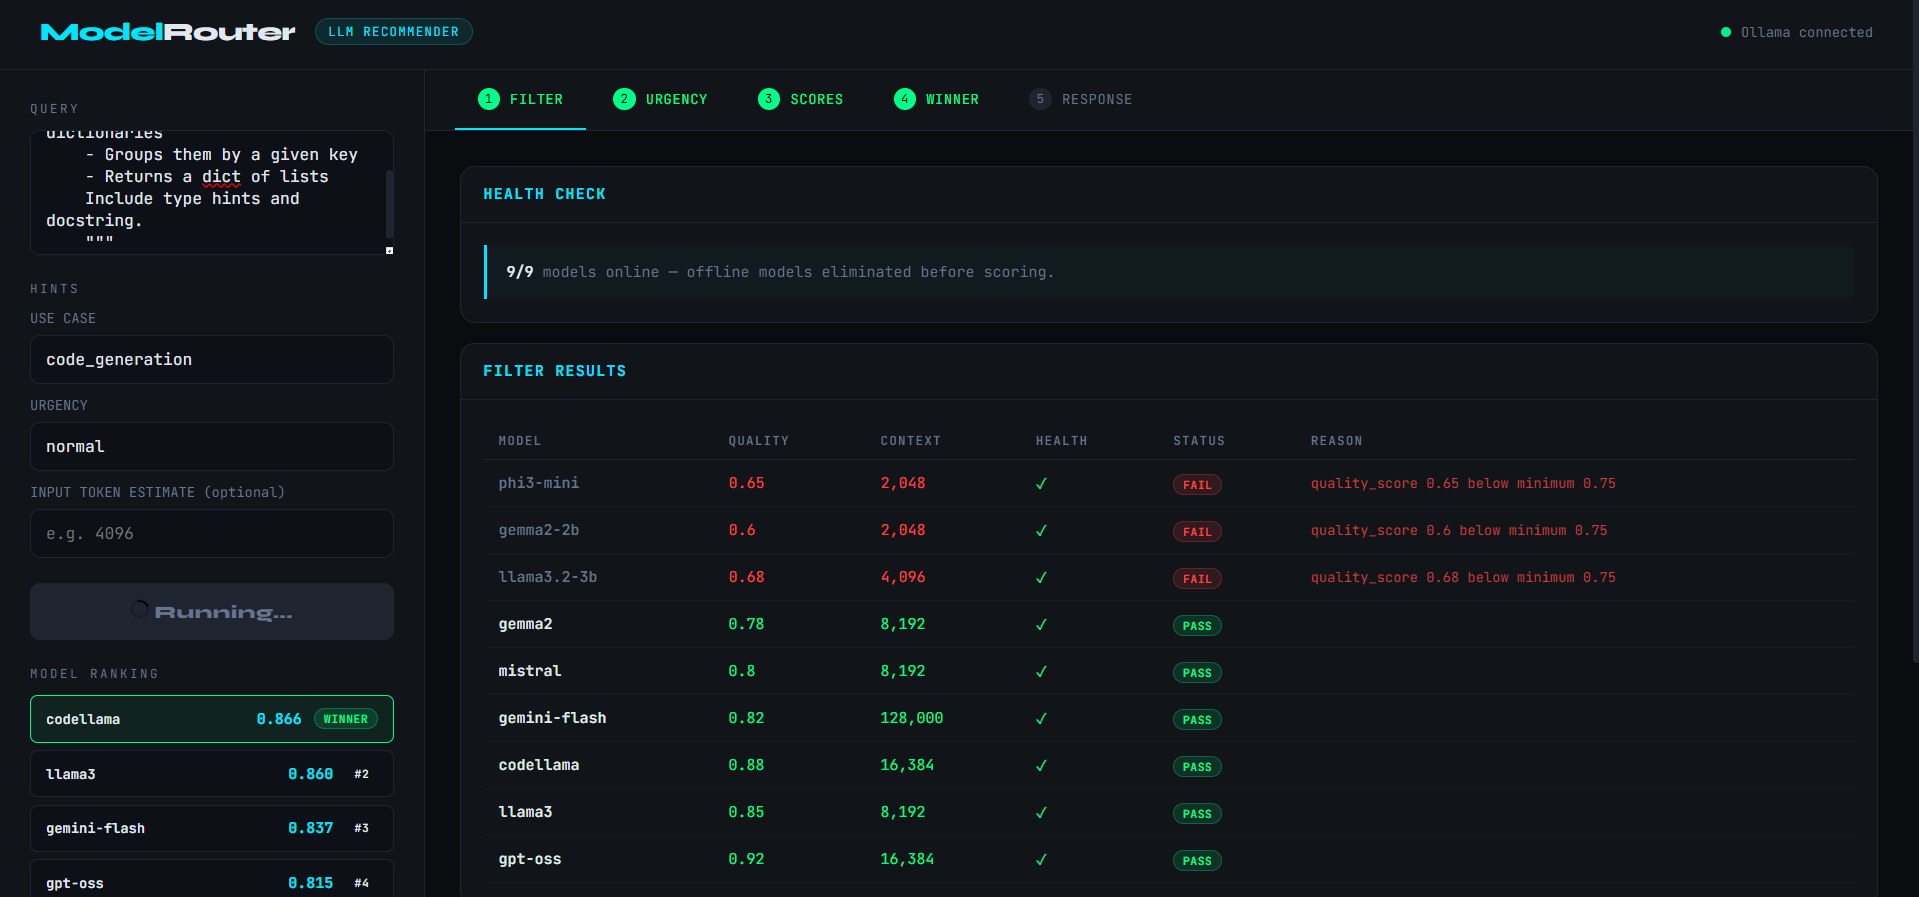 ModelRouter LLM RECOMMENDER Ollama connected
QUERY
dictionaries
- Groups them by a given key
- Returns a dict of lists
Include type hints and
docstring.
"""
HINTS
USE CASE
code_generation
URGENCY
normal
INPUT TOKEN ESTIMATE (optional)
e.g. 4096
Running...
MODEL RANKING
codellama 0.866 WINNER
llama3 0.860 #2
gemini-flash 0.837 #3
gpt-oss 0.815 #4
1 FILTER 2 URGENCY 3 SCORES 4 WINNER 5 RESPONSE
HEALTH CHECK
9/9 models online — offline models eliminated before scoring.
FILTER RESULTS
MODEL QUALITY CONTEXT HEALTH STATUS REASON
phi3-mini 0.65 2,048 ✓ FAIL quality_score 0.65 below minimum 0.75
gemma2-2b 0.6 2,048 ✓ FAIL quality_score 0.6 below minimum 0.75
llama3.2-3b 0.68 4,096 ✓ FAIL quality_score 0.68 below minimum 0.75
gemma2 0.78 8,192 ✓ PASS
mistral 0.8 8,192 ✓ PASS
gemini-flash 0.82 128,000 ✓ PASS
codellama 0.88 16,384 ✓ PASS
llama3 0.85 8,192 ✓ PASS
gpt-oss 0.92 16,384 ✓ PASS